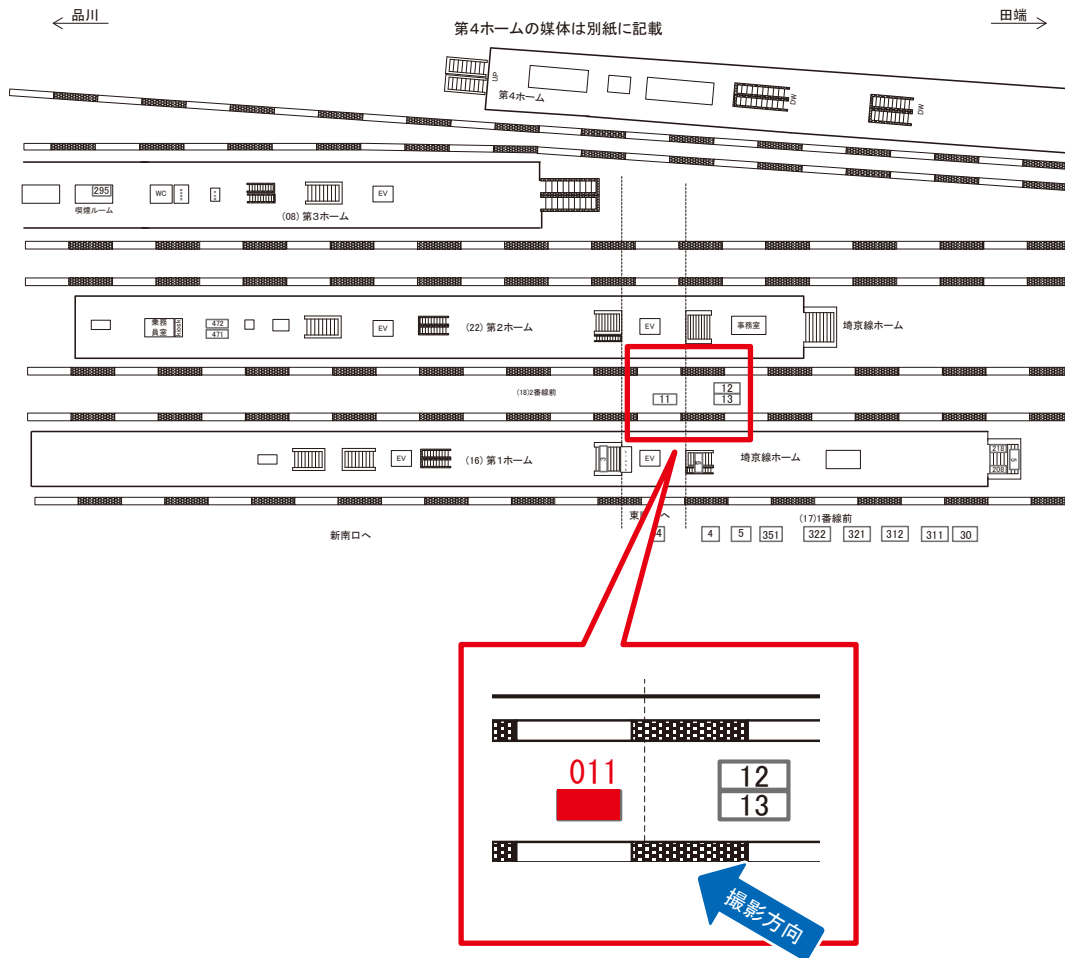 品川
田端
第4ホームの媒体は別紙に記載
UP
第4ホーム
DW
DW
295
WC
EV
喫煙ルーム
(08) 第3ホーム
乗務員室
kiosk
472
471
EV
(22) 第2ホーム
EV
事務室
埼京線ホーム
(18)2番線前
11
12
13
EV
(16) 第1ホーム
EV
埼京線ホーム
218
208
5
新南口へ
(17)1番線前
4
4
5
351
322
321
312
311
30
011
12
13
撮影方向